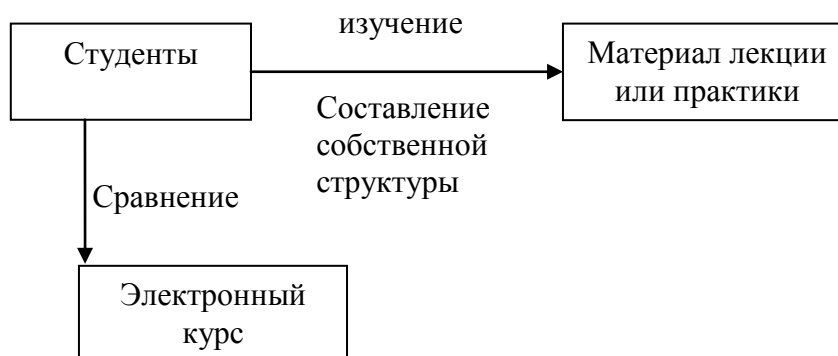 изучение
Студенты
Материал лекции
или практики
Составление
собственной
структуры
Сравнение
Электронный
курс